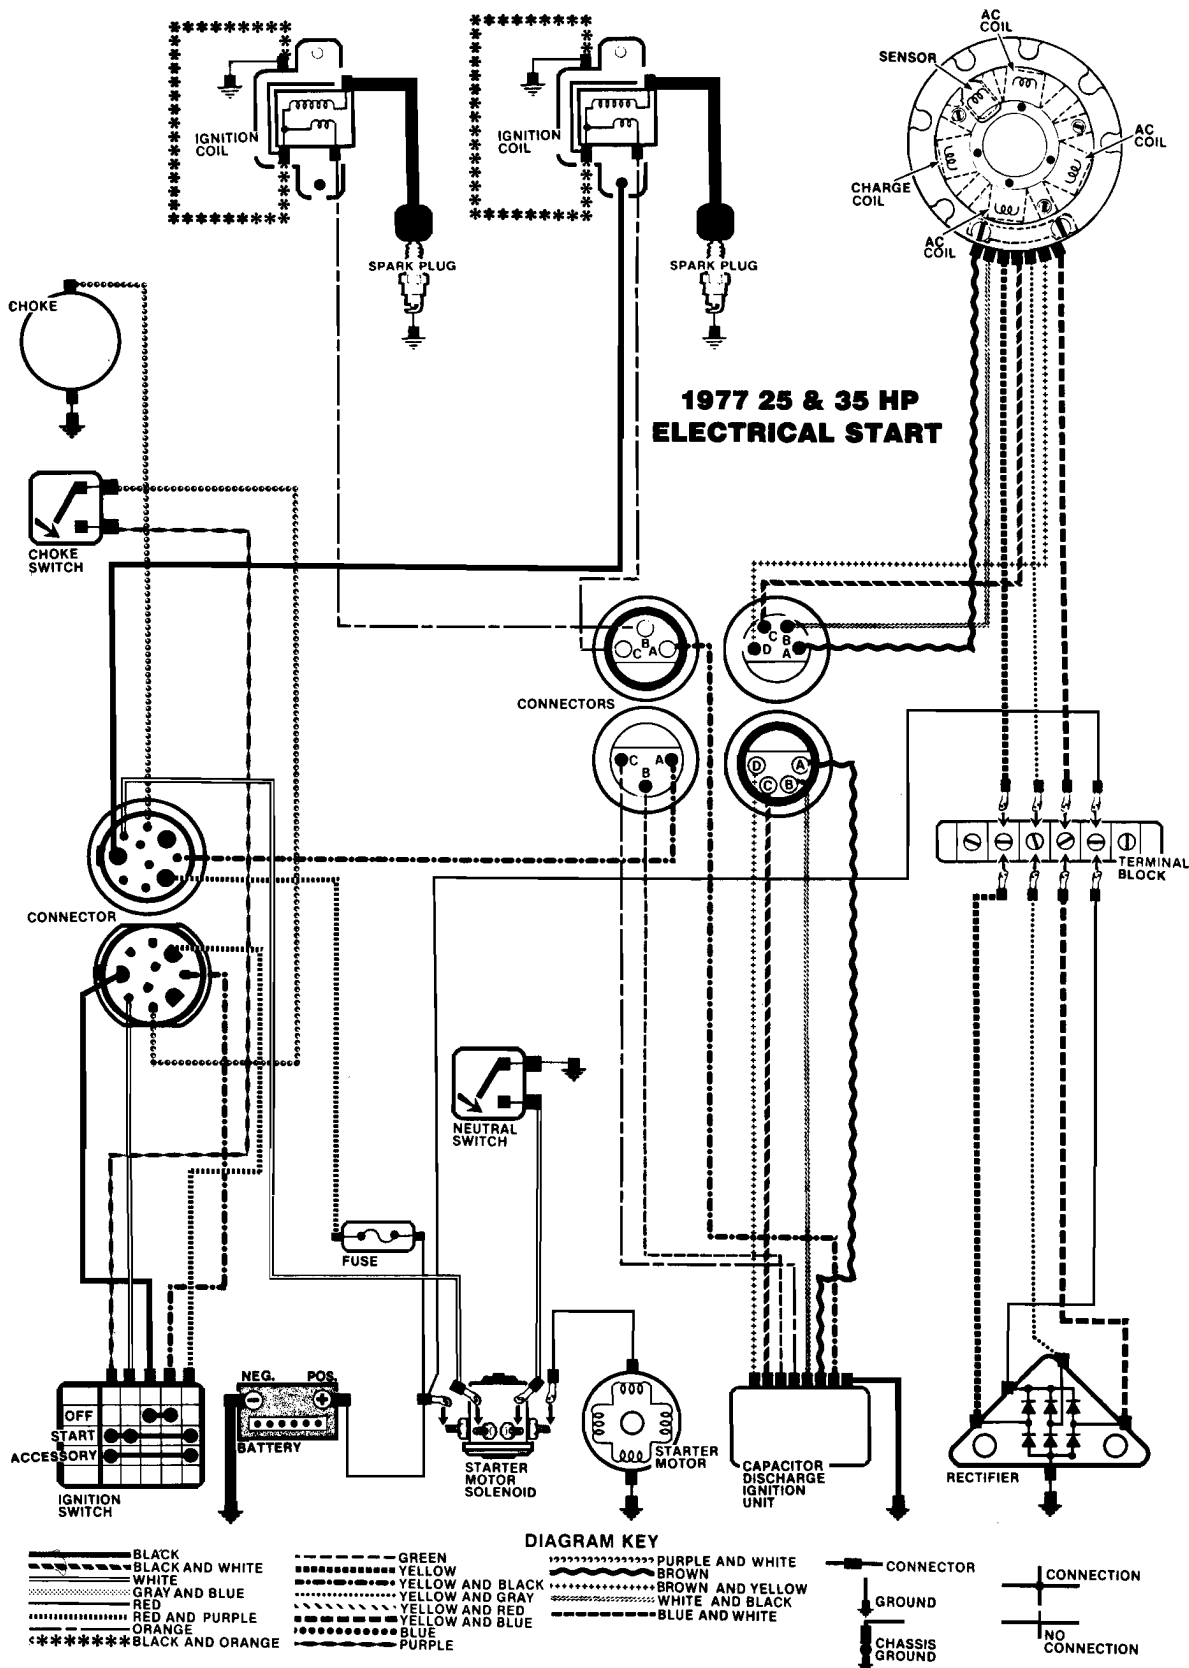 AC
COIL
SENSOR
AC
COIL
IGNITION
COIL
IGNITION
COIL
CHARGE
COIL
AC
COIL
SPARK PLUG
SPARK PLUG
CHOKE
1977 25 & 35 HP
ELECTRICAL START
CHOKE
SWITCH
B
C A
C B
D A
CONNECTORS
C A
B
D A
C B
TERMINAL
BLOCK
CONNECTOR
NEUTRAL
SWITCH
FUSE
NEG. POS.
BATTERY
OFF
START
ACCESSORY
IGNITION
SWITCH
STARTER
MOTOR
SOLENOID
STARTER
MOTOR
CAPACITOR
DISCHARGE
IGNITION
UNIT
RECTIFIER
DIAGRAM KEY
BLACK
BLACK AND WHITE
WHITE
GRAY AND BLUE
RED
RED AND PURPLE
ORANGE
BLACK AND ORANGE
GREEN
YELLOW
YELLOW AND BLACK
YELLOW AND GRAY
YELLOW AND RED
YELLOW AND BLUE
BLUE
PURPLE
PURPLE AND WHITE
BROWN
BROWN AND YELLOW
WHITE AND BLACK
BLUE AND WHITE
CONNECTOR
GROUND
CHASSIS
GROUND
CONNECTION
NO
CONNECTION